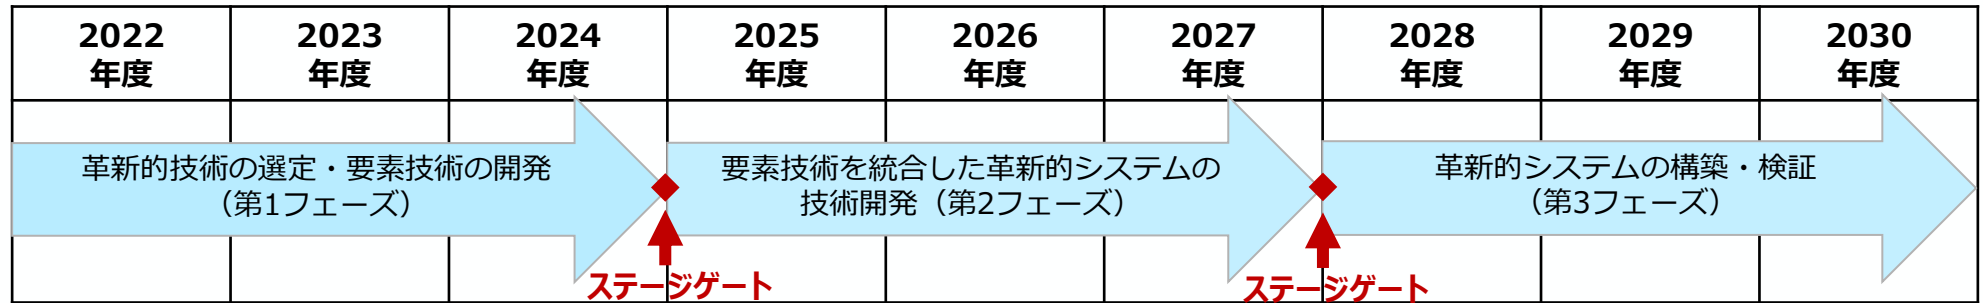 2022
年度
2023
年度
2024
年度
2025
年度
2026
年度
2027
年度
2028
年度
2029
年度
2030
年度
革新的技術の選定・要素技術の開発
（第1フェーズ）
要素技術を統合した革新的システムの
技術開発（第2フェーズ）
革新的システムの構築・検証
（第3フェーズ）
ステージゲート
ステージゲート